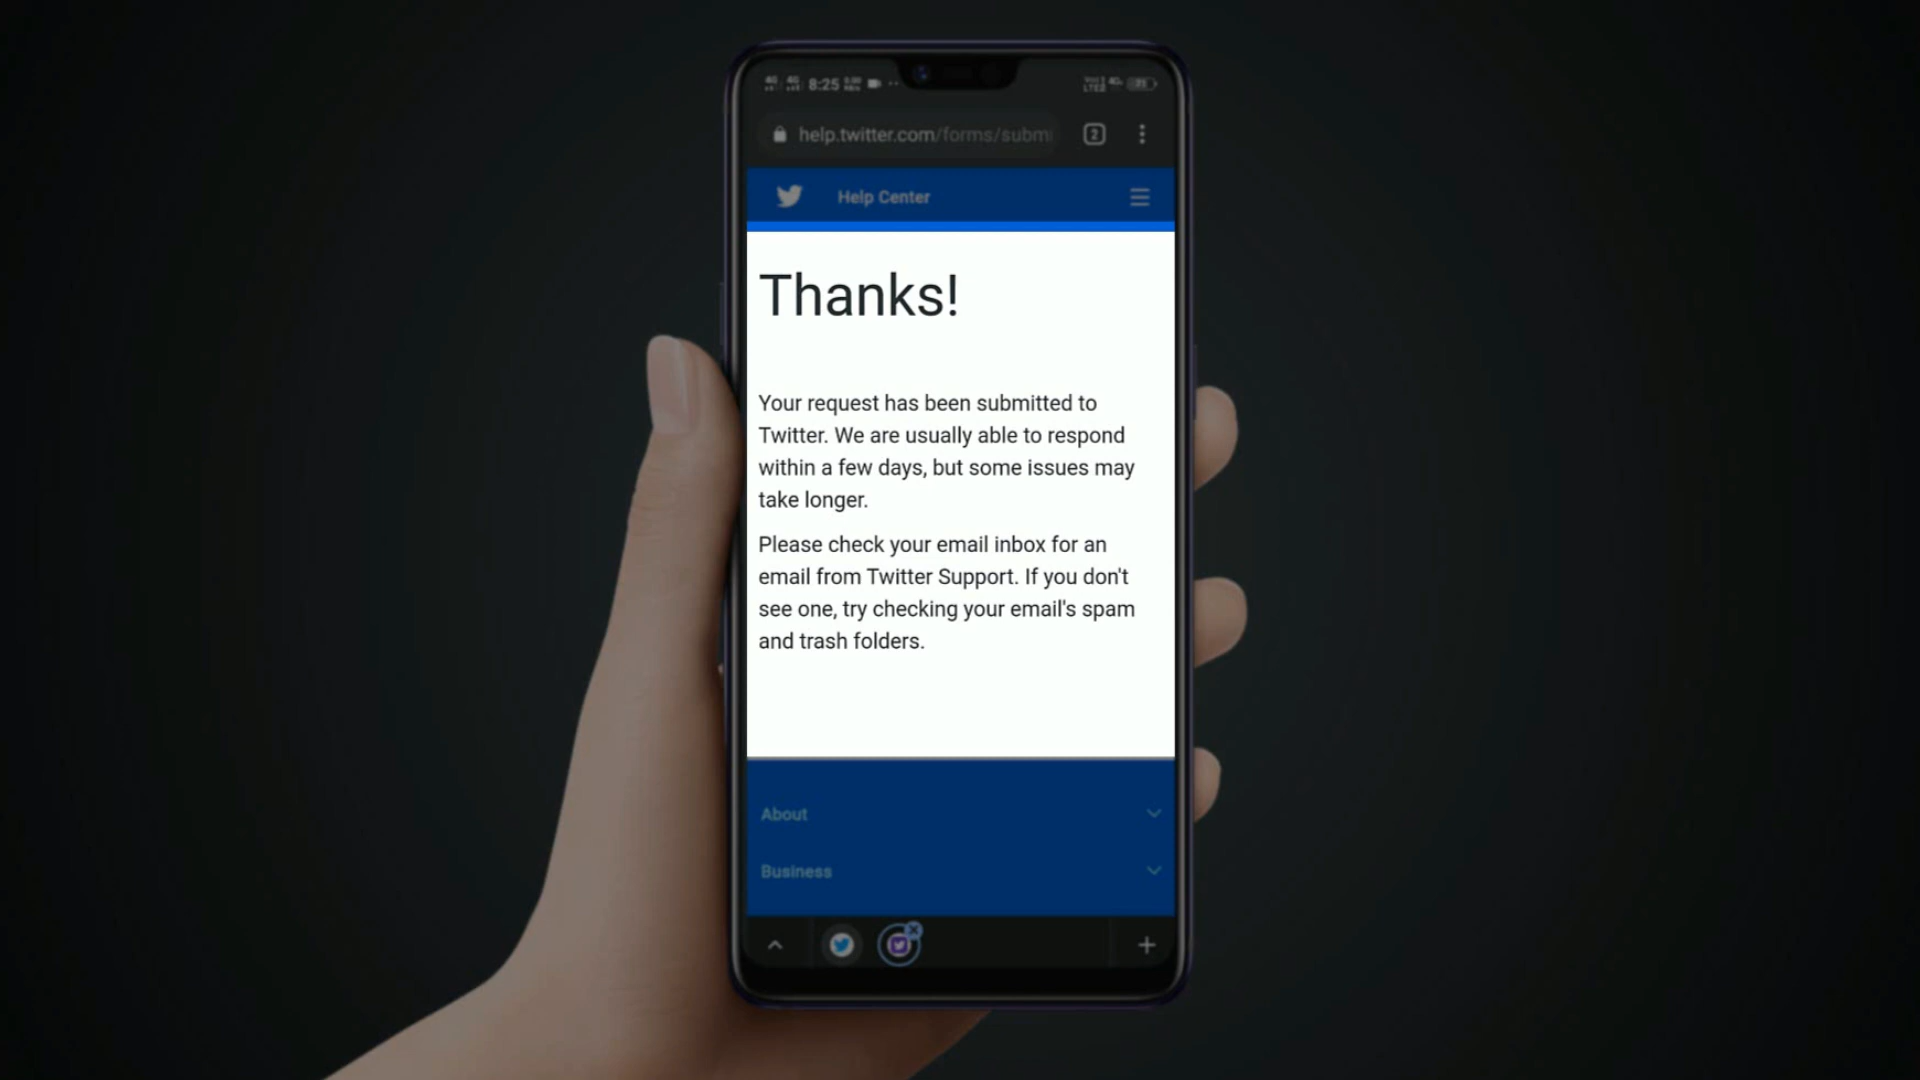 8:25
help.twitter.com/forms/submi
2
Help Center
Thanks!
Your request has been submitted to
Twitter. We are usually able to respond
within a few days, but some issues may
take longer.
Please check your email inbox for an
email from Twitter Support. If you don't
see one, try checking your email's spam
and trash folders.
About
Business